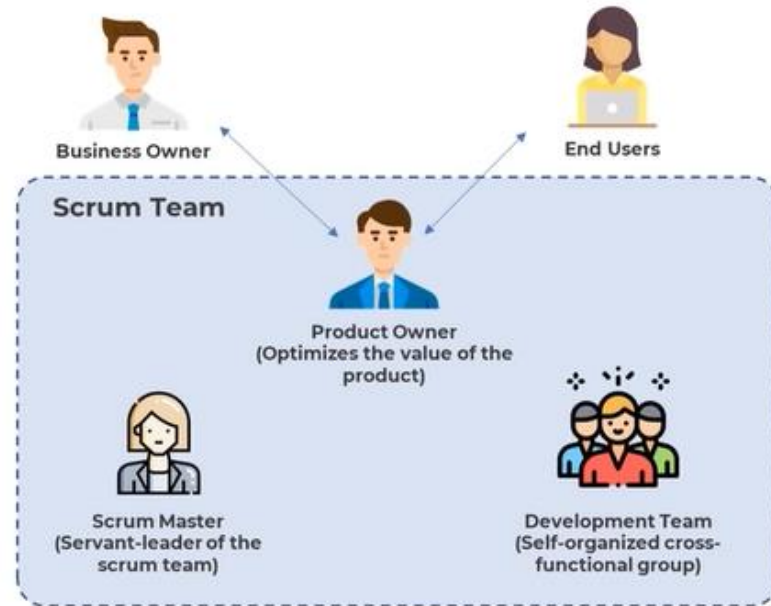 Business Owner
End Users
Scrum Team
Product Owner
(Optimizes the value of the
product)
Scrum Master
(Servant-leader of the
scrum team)
Development Team
(Self-organized cross-
functional group)